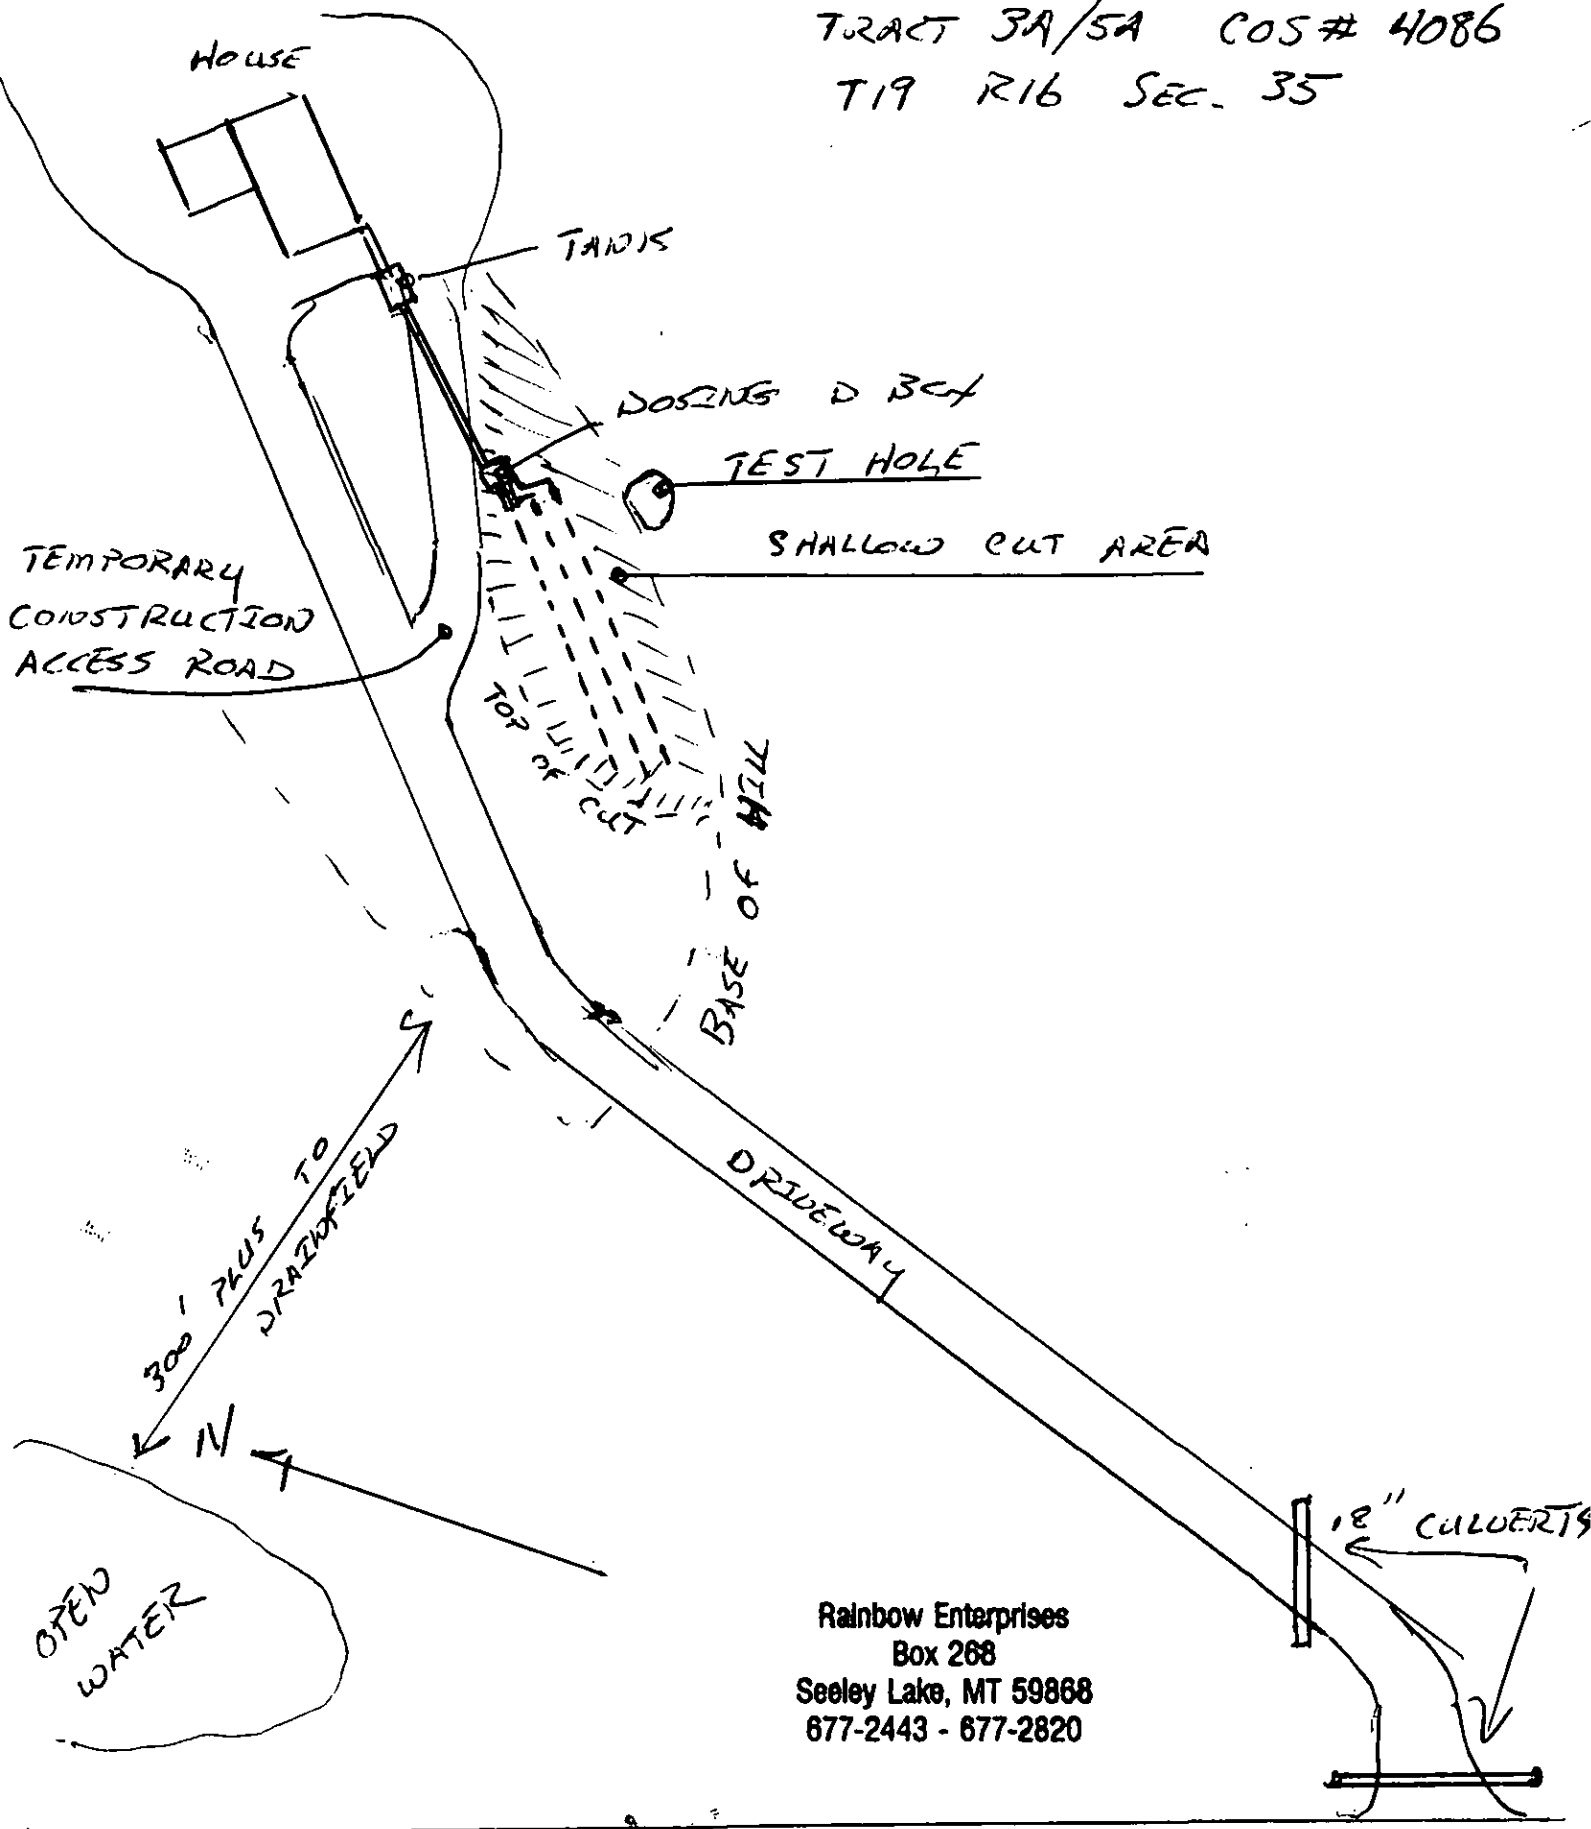 TRACT 3A/5A COS# 4086
T19 R16 SEC. 35
HOUSE
TANK
DOSING D BOX
TEST HOLE
SHALLOW CUT AREA
TEMPORARY
CONSTRUCTION
ACCESS ROAD
TOP
OF
CUT
BASE OF HILL
300' PLUS TO
DRAINFIELD
DRIVEWAY
N
OPEN
WATER
18" CULVERTS
Rainbow Enterprises
Box 268
Seeley Lake, MT 59868
677-2443 - 677-2820